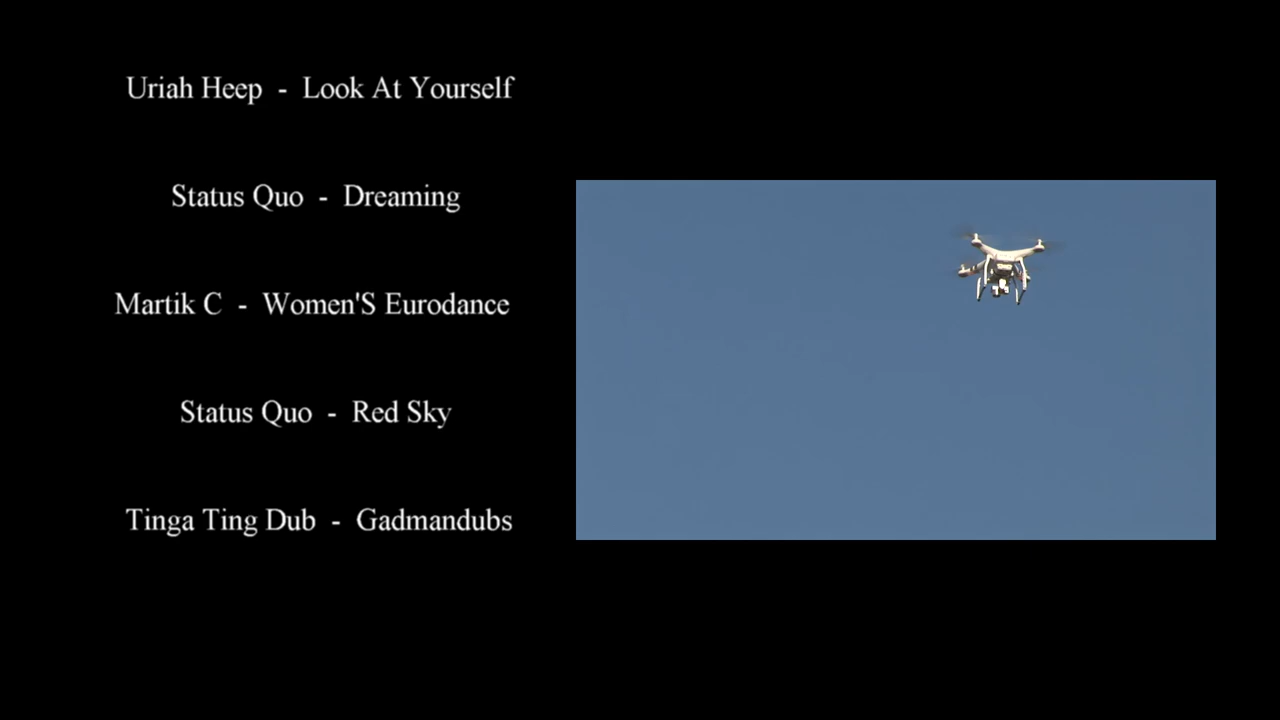 Uriah Heep - Look At Yourself
Status Quo - Dreaming
Martik C - Women'S Eurodance
Status Quo - Red Sky
Tinga Ting Dub - Gadmandubs